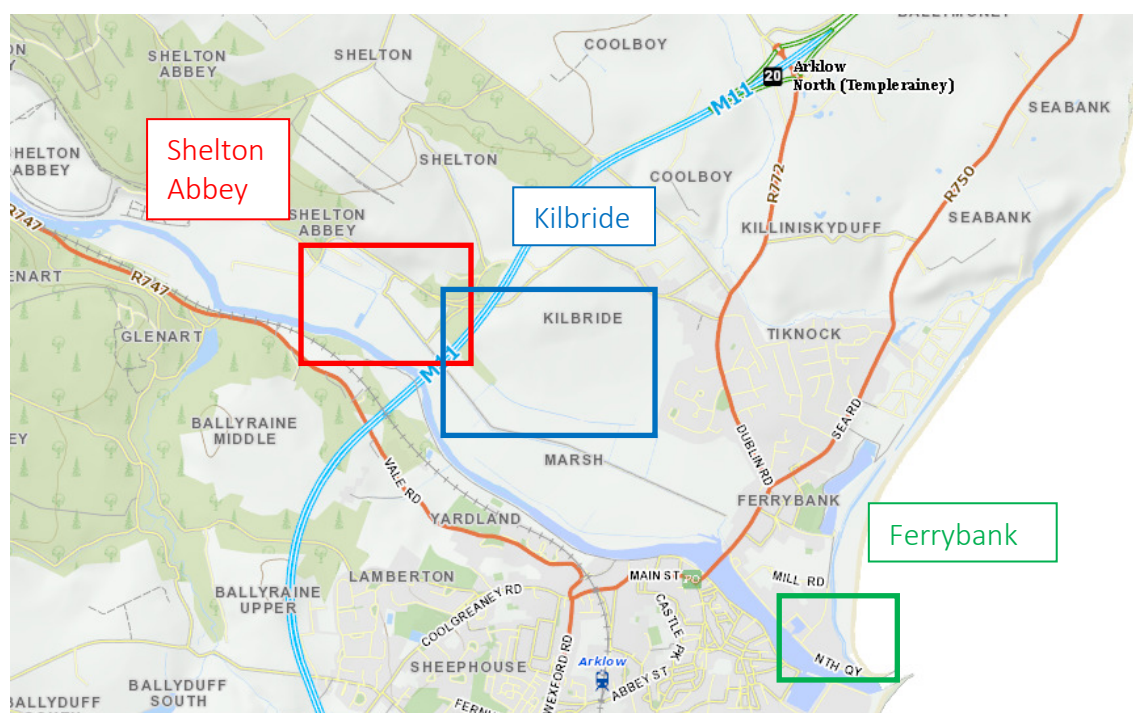 BALLYMONEY
COOLBOY
SHELTON
ABBEY
SHELTON
20
Arklow
North (Templerainey)
M11
SEABANK
Shelton
Abbey
SHELTON
HELTON
ABBEY
COOLBOY
R772
R750
Kilbride
SHELTON
ABBEY
R747
KILLINISKYDUFF
SEABANK
R747
GLENART
GLENART
KILBRIDE
TIKNOCK
M11
BALLYRAINE
MIDDLE
EY
SEA RD
DUBLIN RD
MARSH
VALE RD
FERRYBANK
YARDLAND
Ferrybank
LAMBERTON
MAIN ST
PO
MILL RD
BALLYRAINE
UPPER
COOLGREANEY RD
CASTLE PK
NTH QY
SHEEPHOUSE
Arklow
ABBEY ST
WEXFORD RD
BALLYDUFF
SOUTH
BALLYDUFF